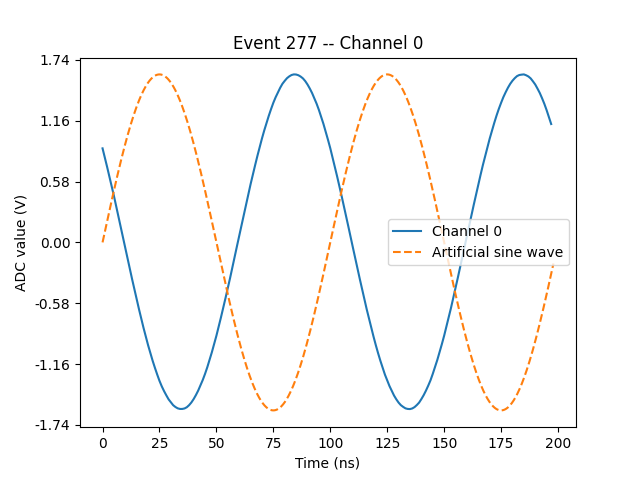 Event 277 -- Channel 0
1.74
1.16
0.58
0.00
-0.58
-1.16
-1.74
ADC value (V)
Channel 0
Artificial sine wave
0 25 50 75 100 125 150 175 200
Time (ns)